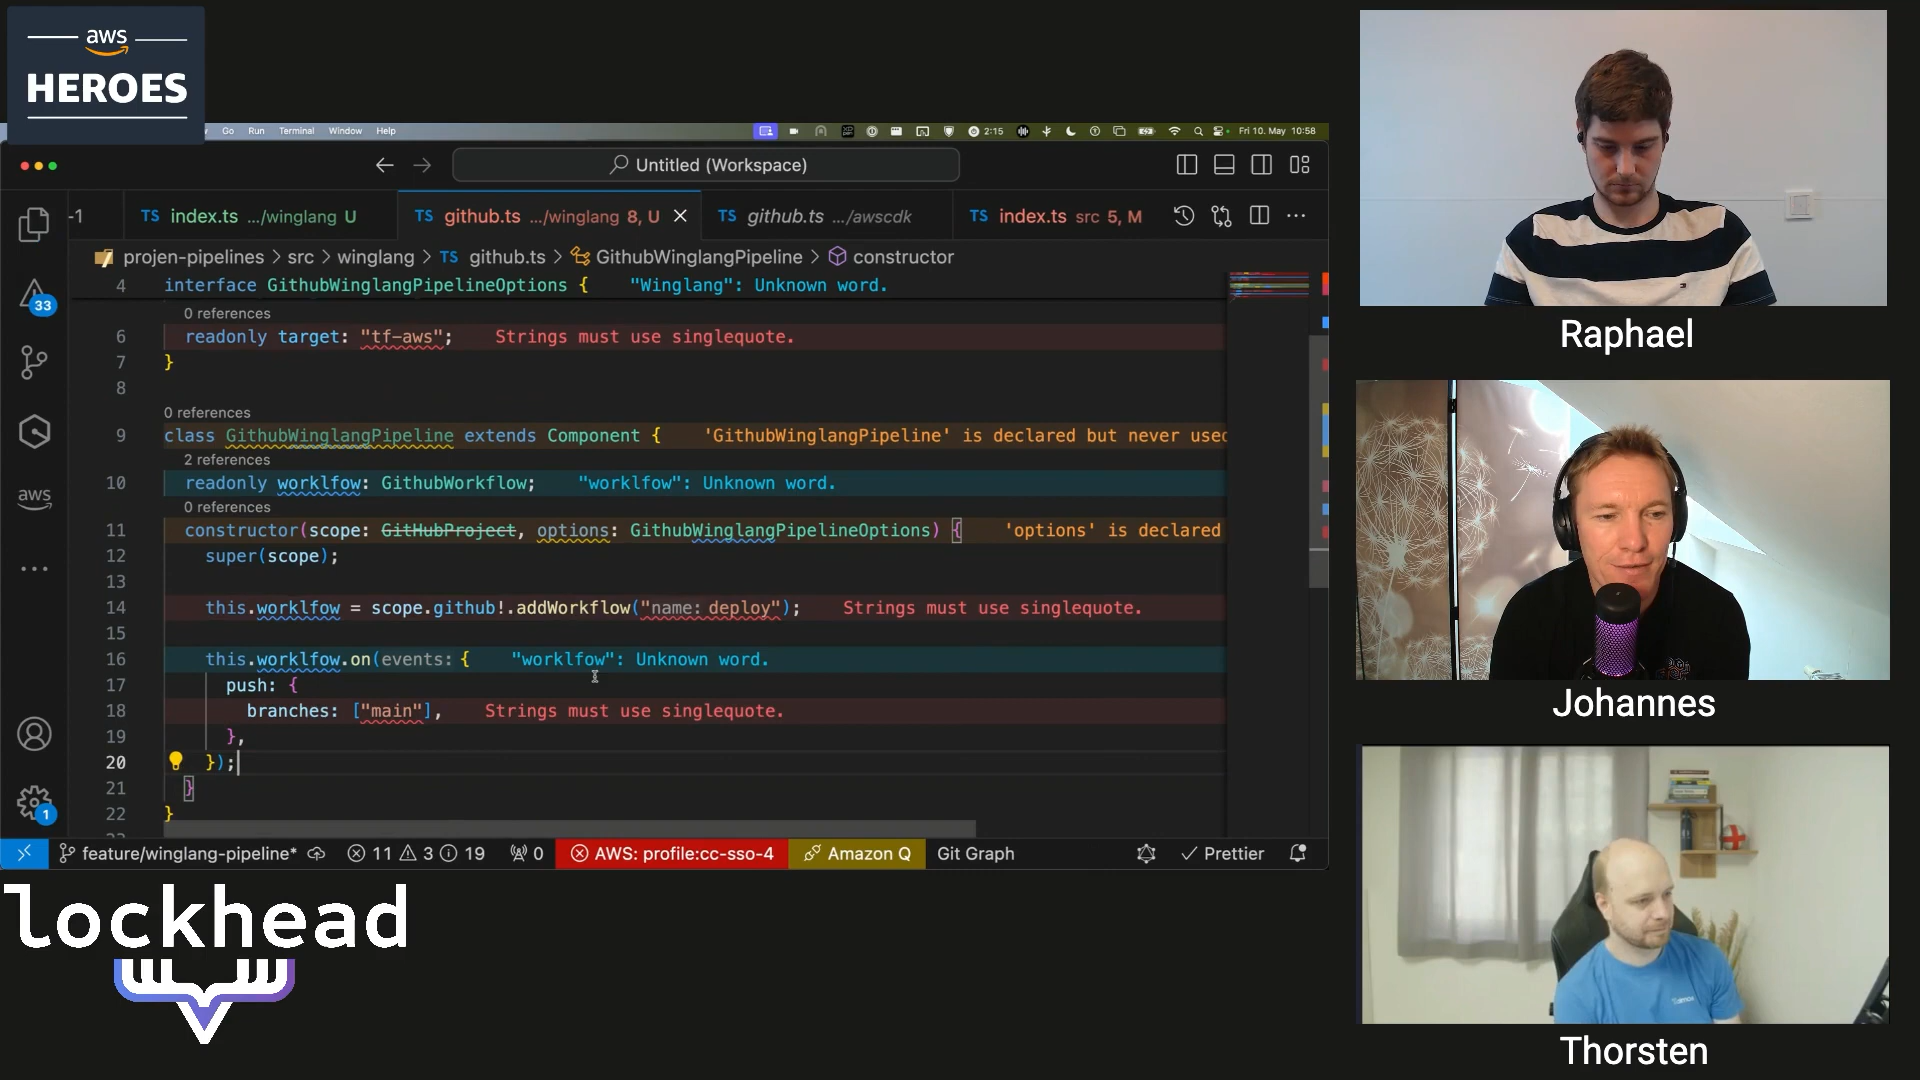 aws
HEROES
Go Run Terminal Window Help
2:15
Fri 10. May 10:58
Untitled (Workspace)
-1
TS index.ts .../winglang U
TS github.ts .../winglang 8, U
TS github.ts .../awscdk
TS index.ts src 5, M
projen-pipelines > src > winglang > TS github.ts > GithubWinglangPipeline > constructor
4 interface GithubWinglangPipelineOptions { "Winglang": Unknown word.
0 references
6 readonly target: "tf-aws"; Strings must use singlequote.
7 }
8
0 references
9 class GithubWinglangPipeline extends Component { 'GithubWinglangPipeline' is declared but never used
2 references
10 readonly worklfow: GithubWorkflow; "worklfow": Unknown word.
0 references
11 constructor(scope: GitHubProject, options: GithubWinglangPipelineOptions) { 'options' is declared
12 super(scope);
13
14 this.worklfow = scope.github!.addWorkflow("name: deploy"); Strings must use singlequote.
15
16 this.worklfow.on(events: { "worklfow": Unknown word.
17 push: {
18 branches: ["main"], Strings must use singlequote.
19 },
20 });
21 }
22 }
33
aws
1
feature/winglang-pipeline* 11 3 19 0 AWS: profile:cc-sso-4 Amazon Q Git Graph Prettier
lockhead
Raphael
Johannes
Thorsten